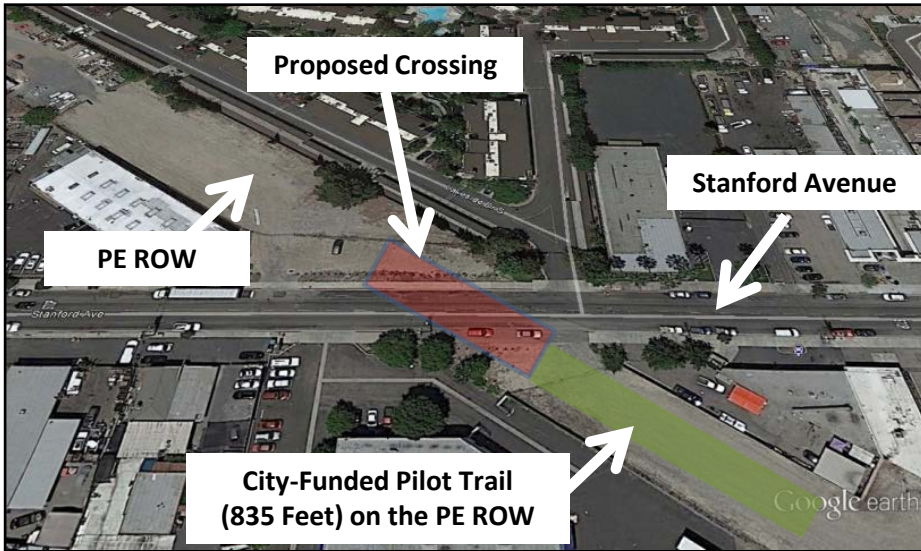 Proposed Crossing
Stanford Avenue
PE ROW
Stanford Ave
City-Funded Pilot Trail
(835 Feet) on the PE ROW
Google earth